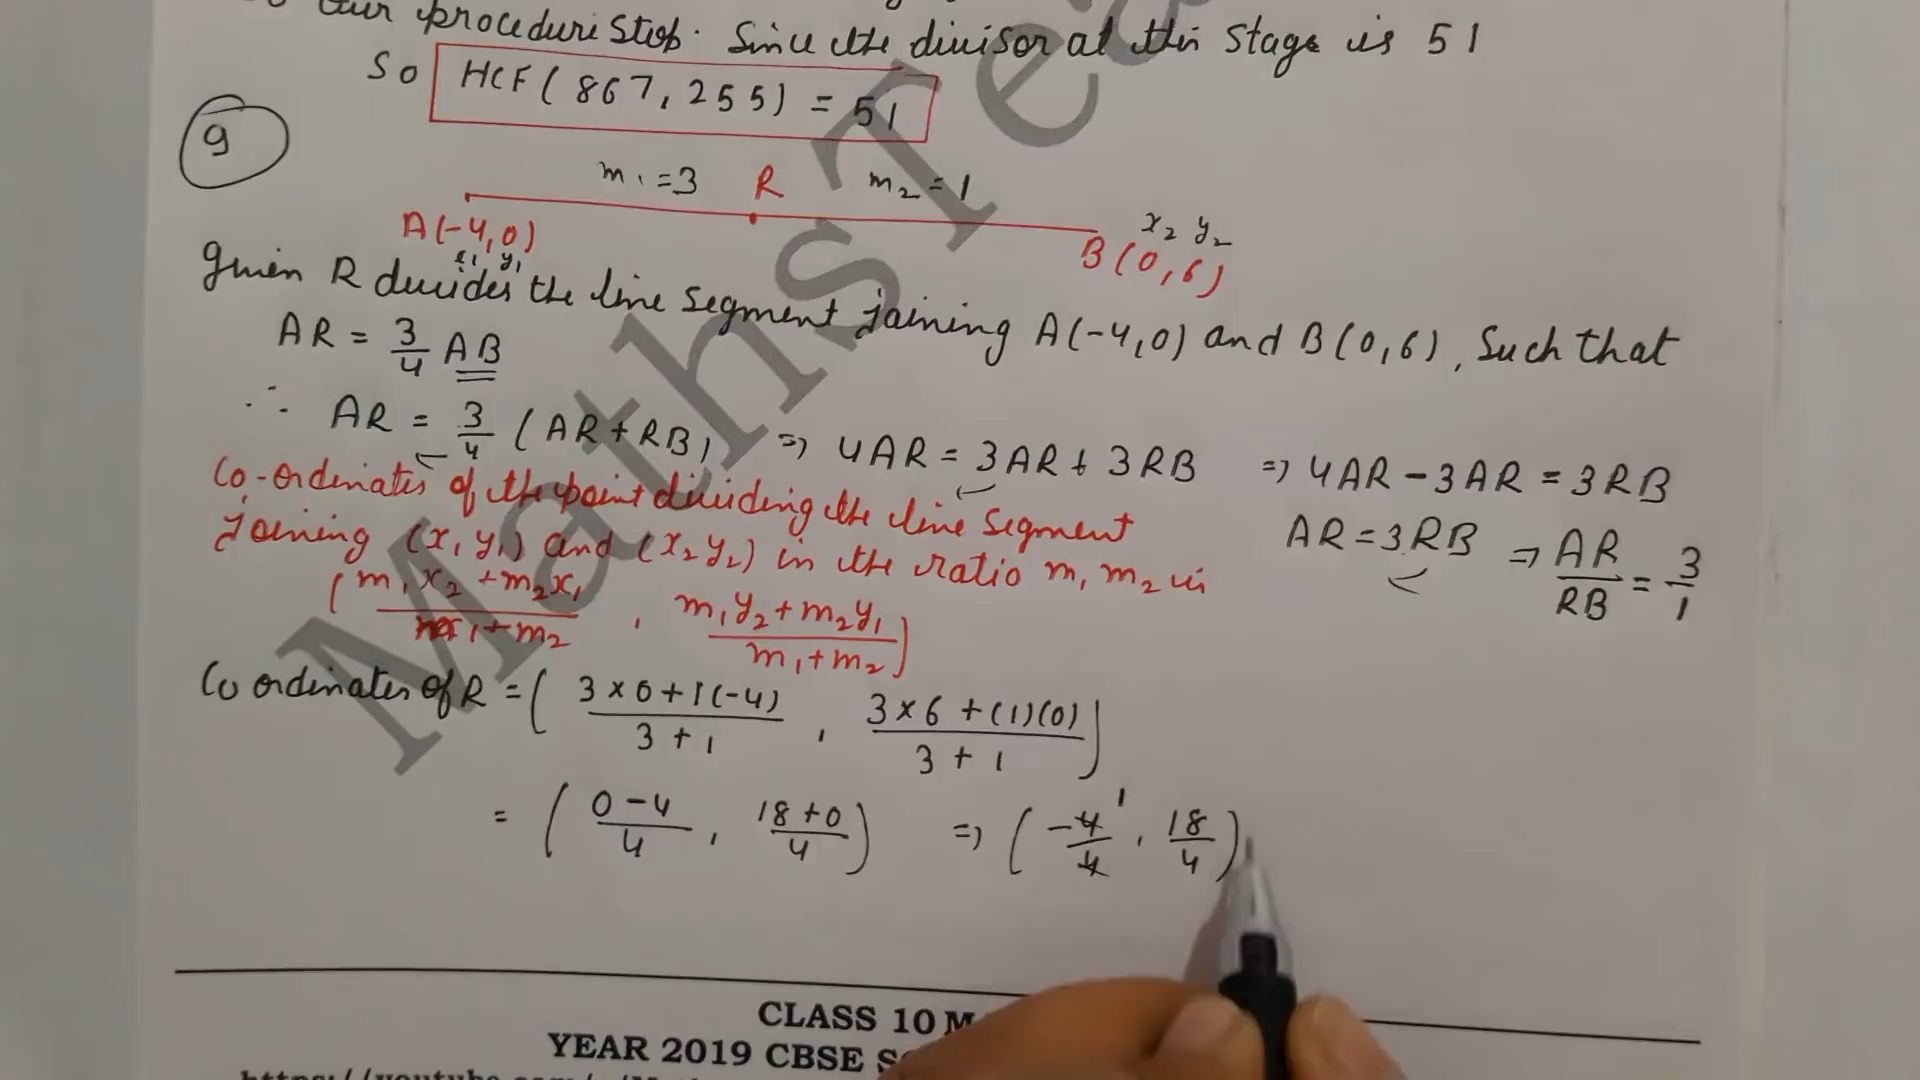 our procedure stop. Since the divisor at this stage is 51
So HCF(867,255) = 51
9
m₁=3 R m₂=1
A(-4,0) x₂ y₂
x₁ y₁ B(0,6)
given R divides the line segment joining A(-4,0) and B(0,6), such that
AR = 3/4 AB
∴ AR = 3/4 (AR+RB) => 4AR = 3AR + 3RB => 4AR - 3AR = 3RB
AR = 3RB => AR/RB = 3/1
Co-ordinates of the point dividing the line segment
joining (x₁ y₁) and (x₂ y₂) in the ratio m₁ m₂ is
(m₁x₂ + m₂x₁ / m₁ + m₂ , m₁y₂ + m₂y₁ / m₁ + m₂)
Co ordinates of R = ( 3×0+1(-4) / 3+1 , 3×6+(1)(0) / 3+1 )
= ( 0-4 / 4 , 18+0 / 4 ) => ( -4/4 1 , 18/4 )
CLASS 10 M
YEAR 2019 CBSE S